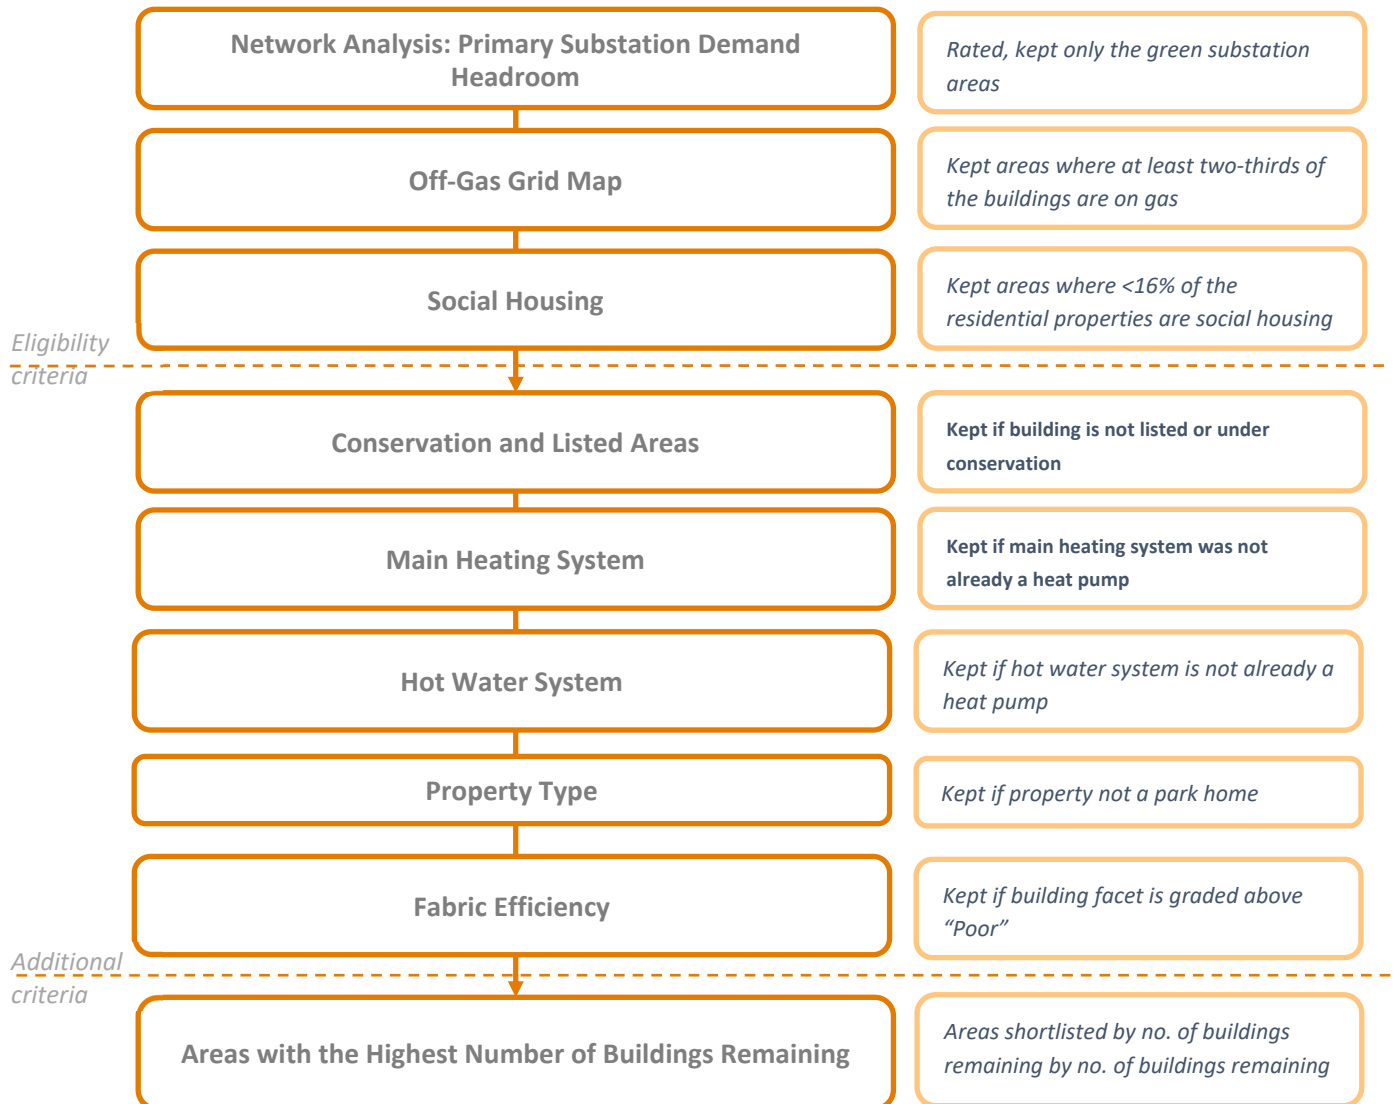 Network Analysis: Primary Substation Demand
Headroom
Rated, kept only the green substation
areas
Off-Gas Grid Map
Kept areas where at least two-thirds of
the buildings are on gas
Social Housing
Kept areas where <16% of the
residential properties are social housing
Eligibility
criteria
Conservation and Listed Areas
Kept if building is not listed or under
conservation
Main Heating System
Kept if main heating system was not
already a heat pump
Hot Water System
Kept if hot water system is not already a
heat pump
Property Type
Kept if property not a park home
Fabric Efficiency
Kept if building facet is graded above
“Poor”
Additional
criteria
Areas with the Highest Number of Buildings Remaining
Areas shortlisted by no. of buildings
remaining by no. of buildings remaining